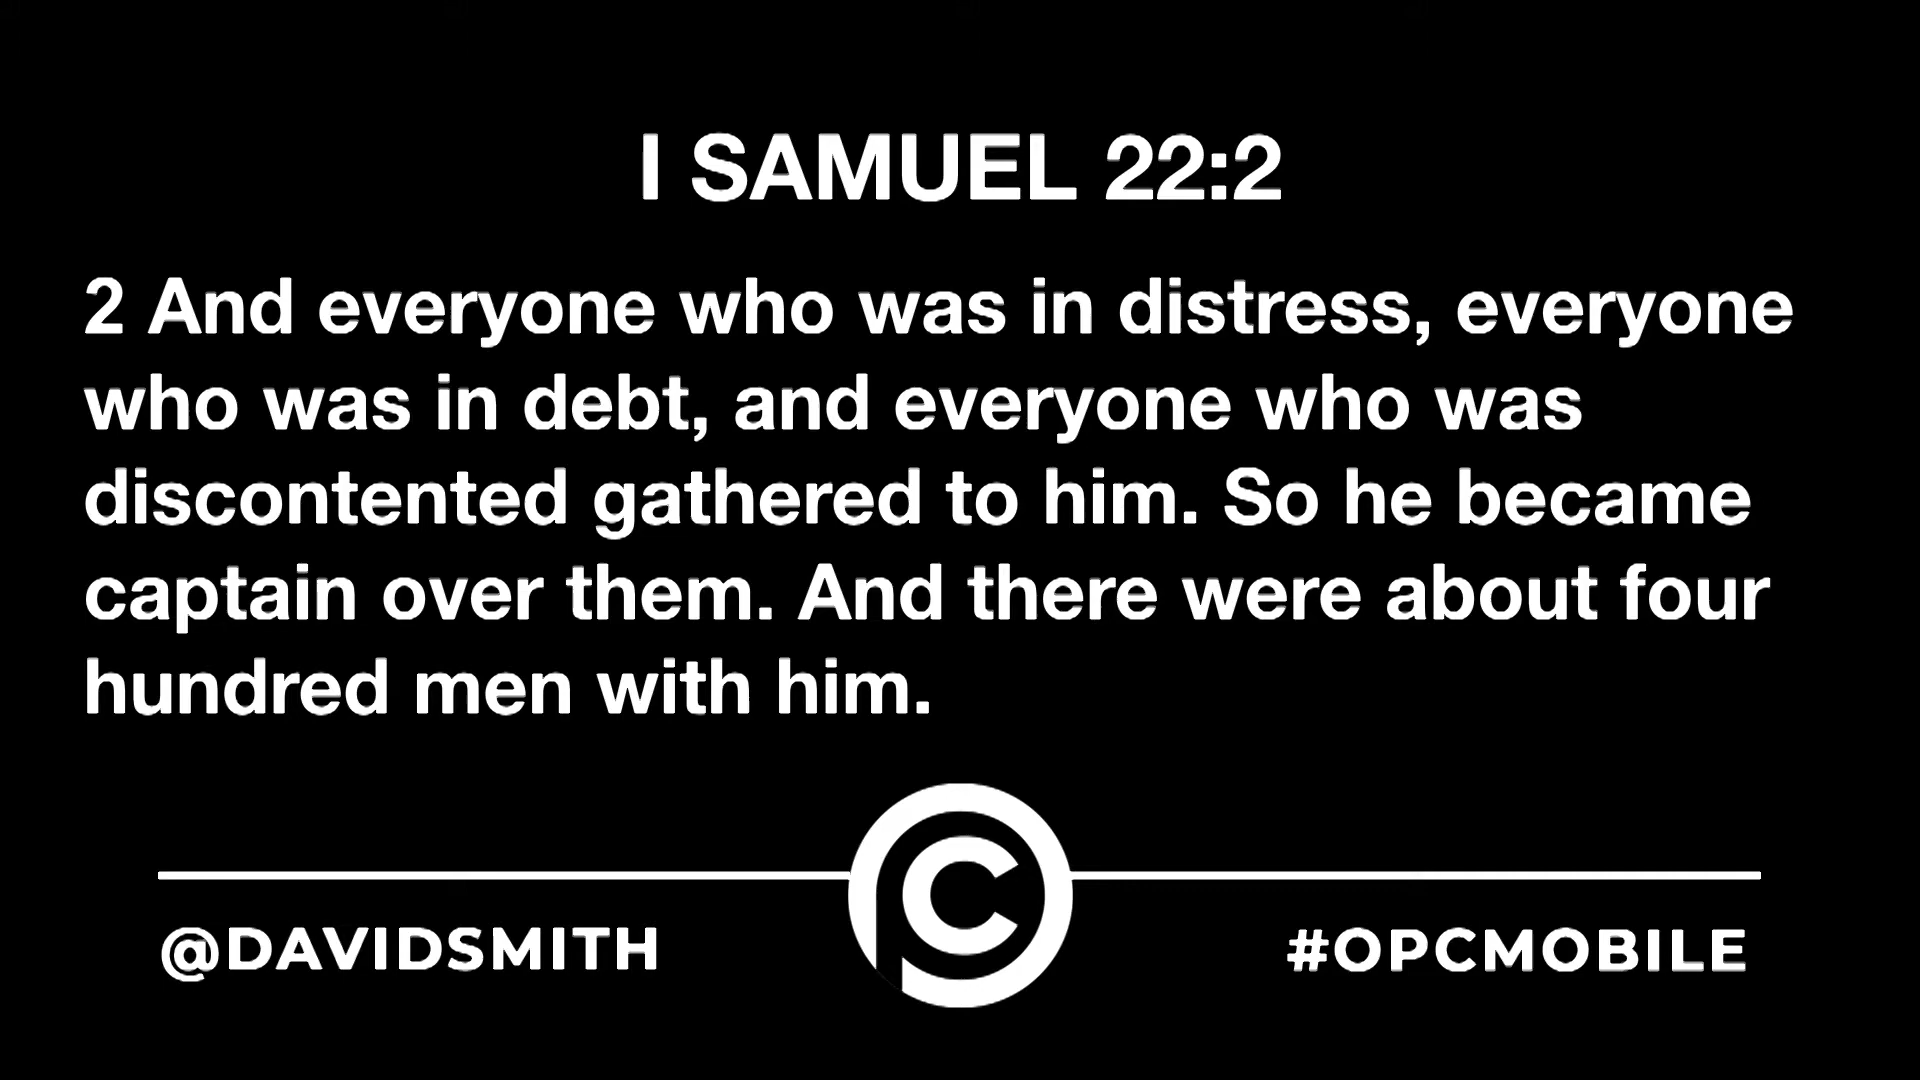 I SAMUEL 22:2
2 And everyone who was in distress, everyone
who was in debt, and everyone who was
discontented gathered to him. So he became
captain over them. And there were about four
hundred men with him.
@DAVIDSMITH
#OPCMOBILE